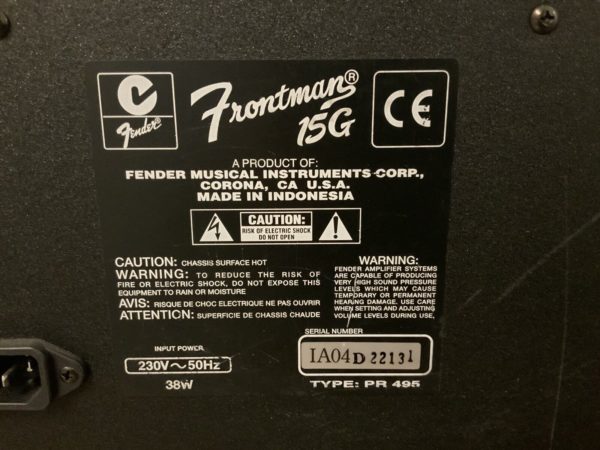 Fender®
Frontman®
15G
CE
A PRODUCT OF:
FENDER MUSICAL INSTRUMENTS CORP.,
CORONA, CA U.S.A.
MADE IN INDONESIA
CAUTION:
RISK OF ELECTRIC SHOCK
DO NOT OPEN
CAUTION: CHASSIS SURFACE HOT
WARNING: TO REDUCE THE RISK OF
FIRE OR ELECTRIC SHOCK, DO NOT EXPOSE THIS
EQUIPMENT TO RAIN OR MOISTURE.
AVIS: RISQUE DE CHOC ELECTRIQUE NE PAS OUVRIR
ATTENTION: SUPERFICIE DE CHASSIS CHAUDE
WARNING:
FENDER AMPLIFIER SYSTEMS
ARE CAPABLE OF PRODUCING
VERY HIGH SOUND PRESSURE
LEVELS WHICH MAY CAUSE
TEMPORARY OR PERMANENT
HEARING DAMAGE. USE CARE
WHEN SETTING AND ADJUSTING
VOLUME LEVELS DURING USE.
INPUT POWER
230V~50Hz
38W
SERIAL NUMBER
IA04D 22131
TYPE: PR 495